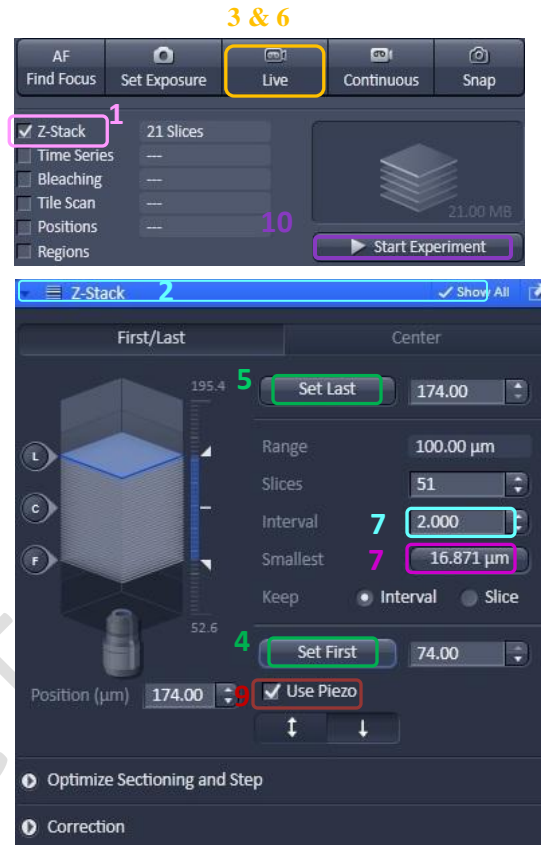 3 & 6
AF
Find Focus
Set Exposure
Live
Continuous
Snap
1
Z-Stack 21 Slices
Time Series ---
Bleaching ---
Tile Scan ---
Positions ---
Regions
21.00 MB
10
Start Experiment
Z-Stack 2 Show All
First/Last Center
195.4 5 Set Last 174.00
L
Range 100.00 µm
Slices 51
C
Interval 7 2.000
F
Smallest 7 16.871 µm
Keep Interval Slice
52.6
4 Set First 74.00
Position (µm) 174.00 9 Use Piezo
Optimize Sectioning and Step
Correction